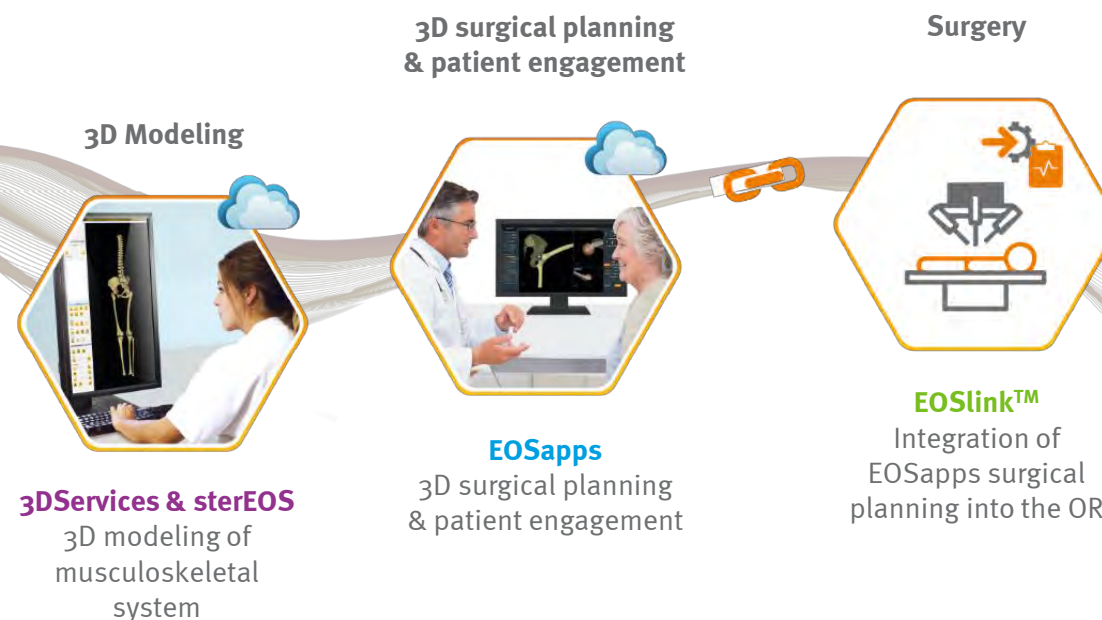 3D Modeling
3DServices & sterEOS
3D modeling of
musculoskeletal
system
3D surgical planning
& patient engagement
EOSapps
3D surgical planning
& patient engagement
Surgery
EOSlink™
Integration of
EOSapps surgical
planning into the OR